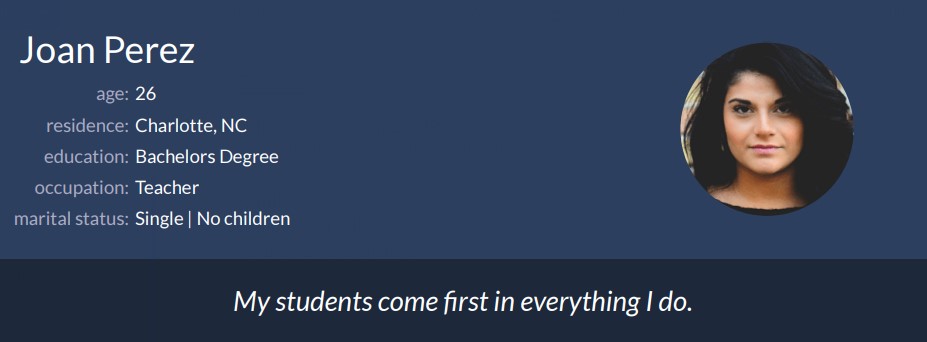 Joan Perez
age: 26
residence: Charlotte, NC
education: Bachelors Degree
occupation: Teacher
marital status: Single | No children
My students come first in everything I do.